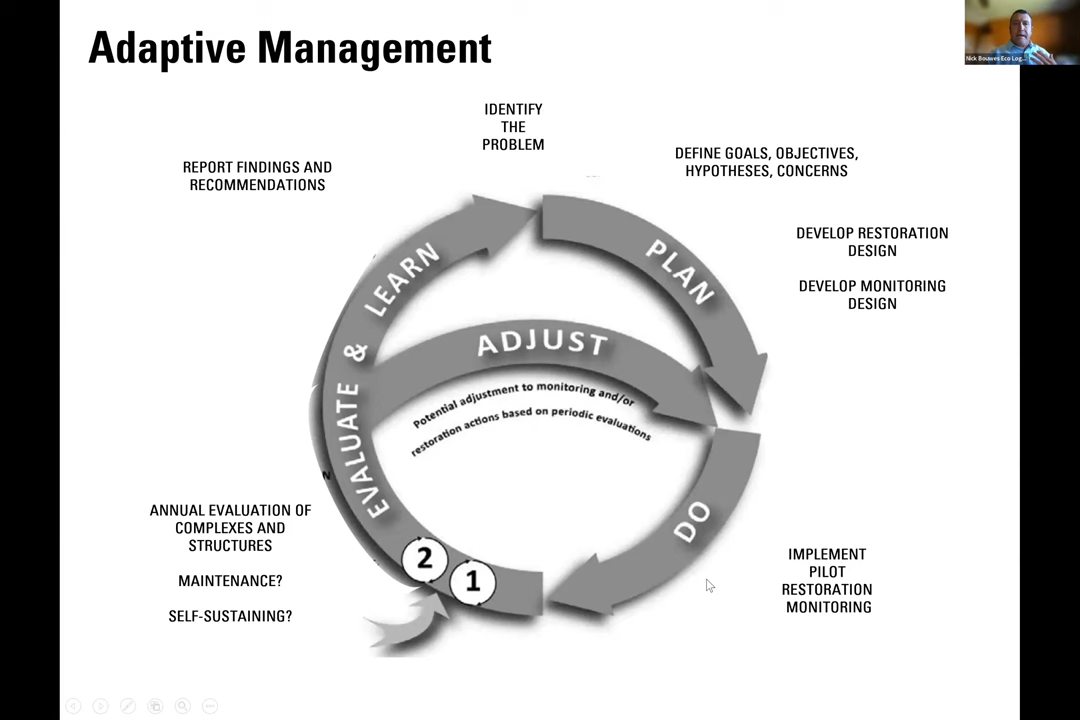 Adaptive Management
Nick Bouwes Eco Log...
IDENTIFY
THE
PROBLEM
REPORT FINDINGS AND
RECOMMENDATIONS
DEFINE GOALS, OBJECTIVES,
HYPOTHESES, CONCERNS
DEVELOP RESTORATION
DESIGN
DEVELOP MONITORING
DESIGN
PLAN
EVALUATE & LEARN
ADJUST
Potential adjustment to monitoring and/or
restoration actions based on periodic evaluations
DO
N
2
1
ANNUAL EVALUATION OF
COMPLEXES AND
STRUCTURES
MAINTENANCE?
SELF-SUSTAINING?
IMPLEMENT
PILOT
RESTORATION
MONITORING